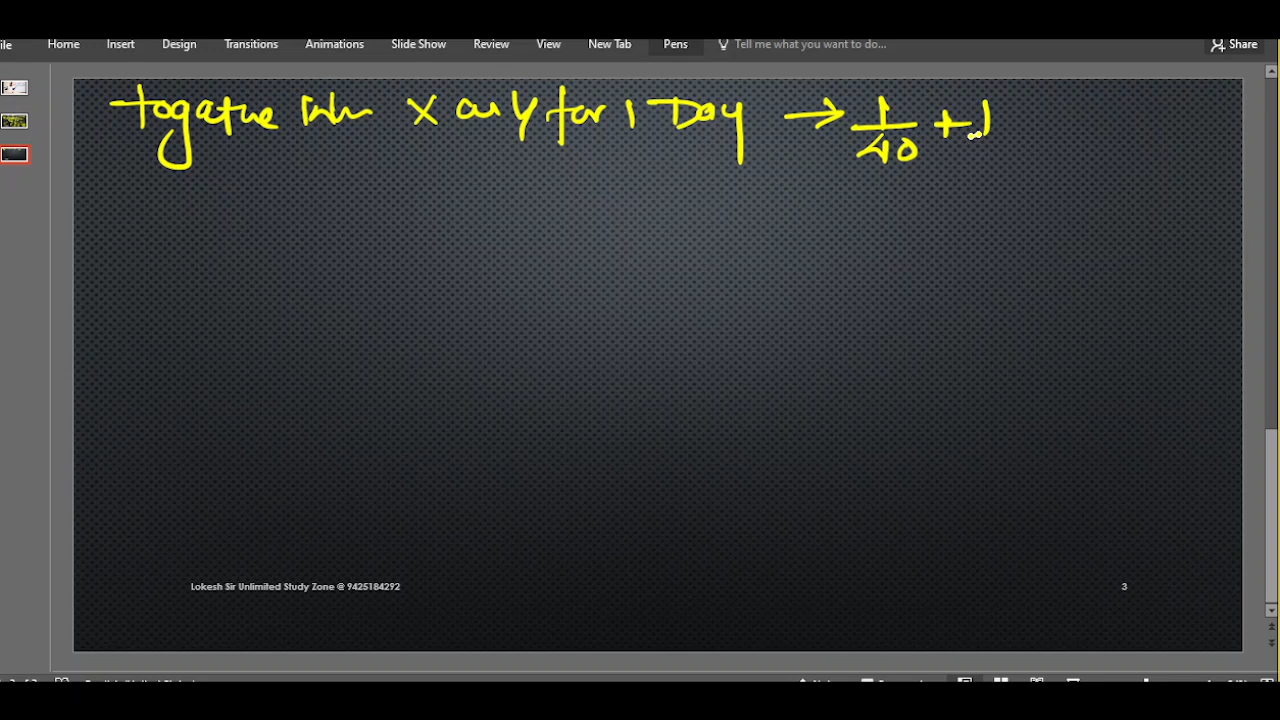 File Home Insert Design Transitions Animations Slide Show Review View New Tab Pens Tell me what you want to do... Share
togathe X an Y for 1 Day → 1/40 + 1
Lokesh Sir Unlimited Study Zone @ 9425184292 3